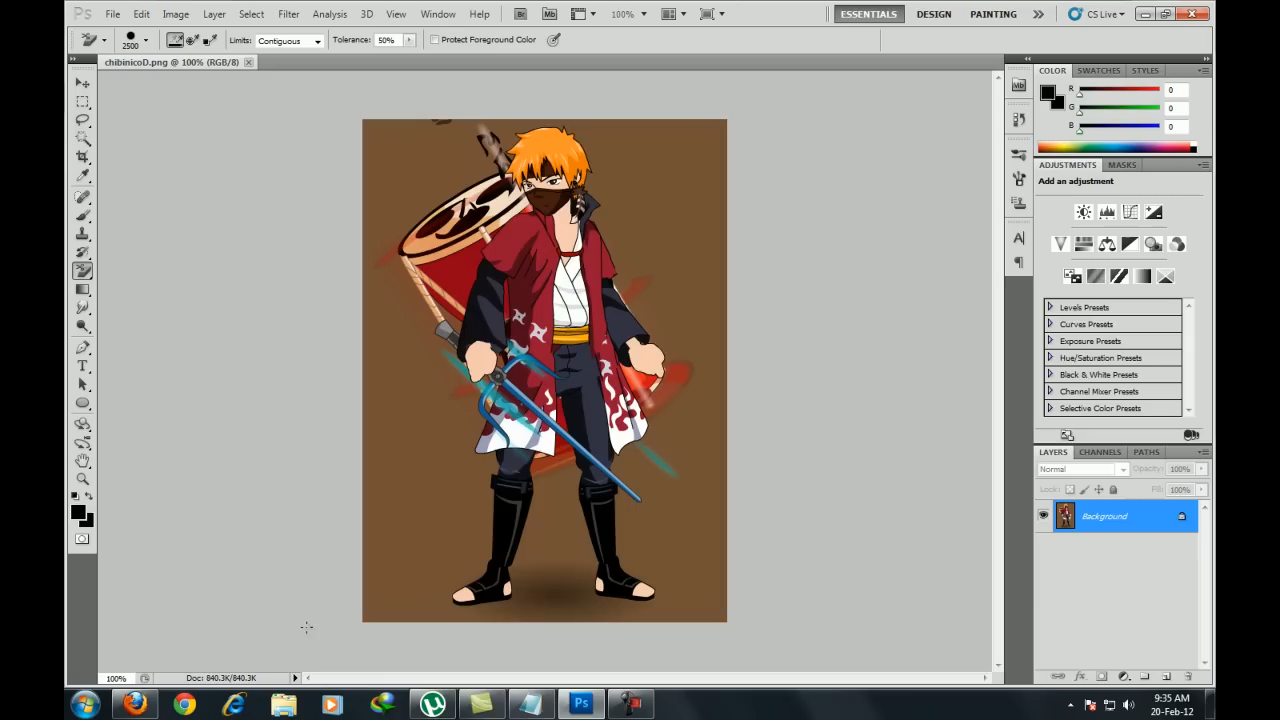 Ps File Edit Image Layer Select Filter Analysis 3D View Window Help Br Mb 100% ESSENTIALS DESIGN PAINTING CS Live
2500 Limits: Contiguous Tolerance: 50% Protect Foreground Color
chibinicoD.png @ 100% (RGB/8)
COLOR SWATCHES STYLES
Mb
R 0
G 0
B 0
ADJUSTMENTS MASKS
Add an adjustment
A
T
Levels Presets
Curves Presets
Exposure Presets
Hue/Saturation Presets
Black & White Presets
Channel Mixer Presets
Selective Color Presets
LAYERS CHANNELS PATHS
Normal Opacity: 100%
Lock: Fill: 100%
Background
100% Doc: 840.3K/840.3K
Ps
9:35 AM
20-Feb-12